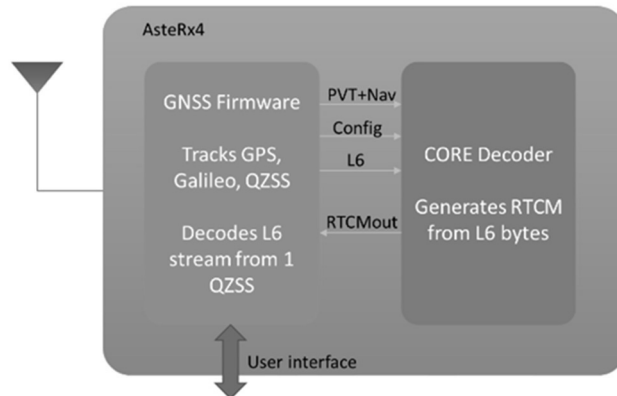 AsteRx4
GNSS Firmware
Tracks GPS,
Galileo, QZSS
Decodes L6
stream from 1
QZSS
PVT+Nav
Config
L6
RTCMout
CORE Decoder
Generates RTCM
from L6 bytes
User interface